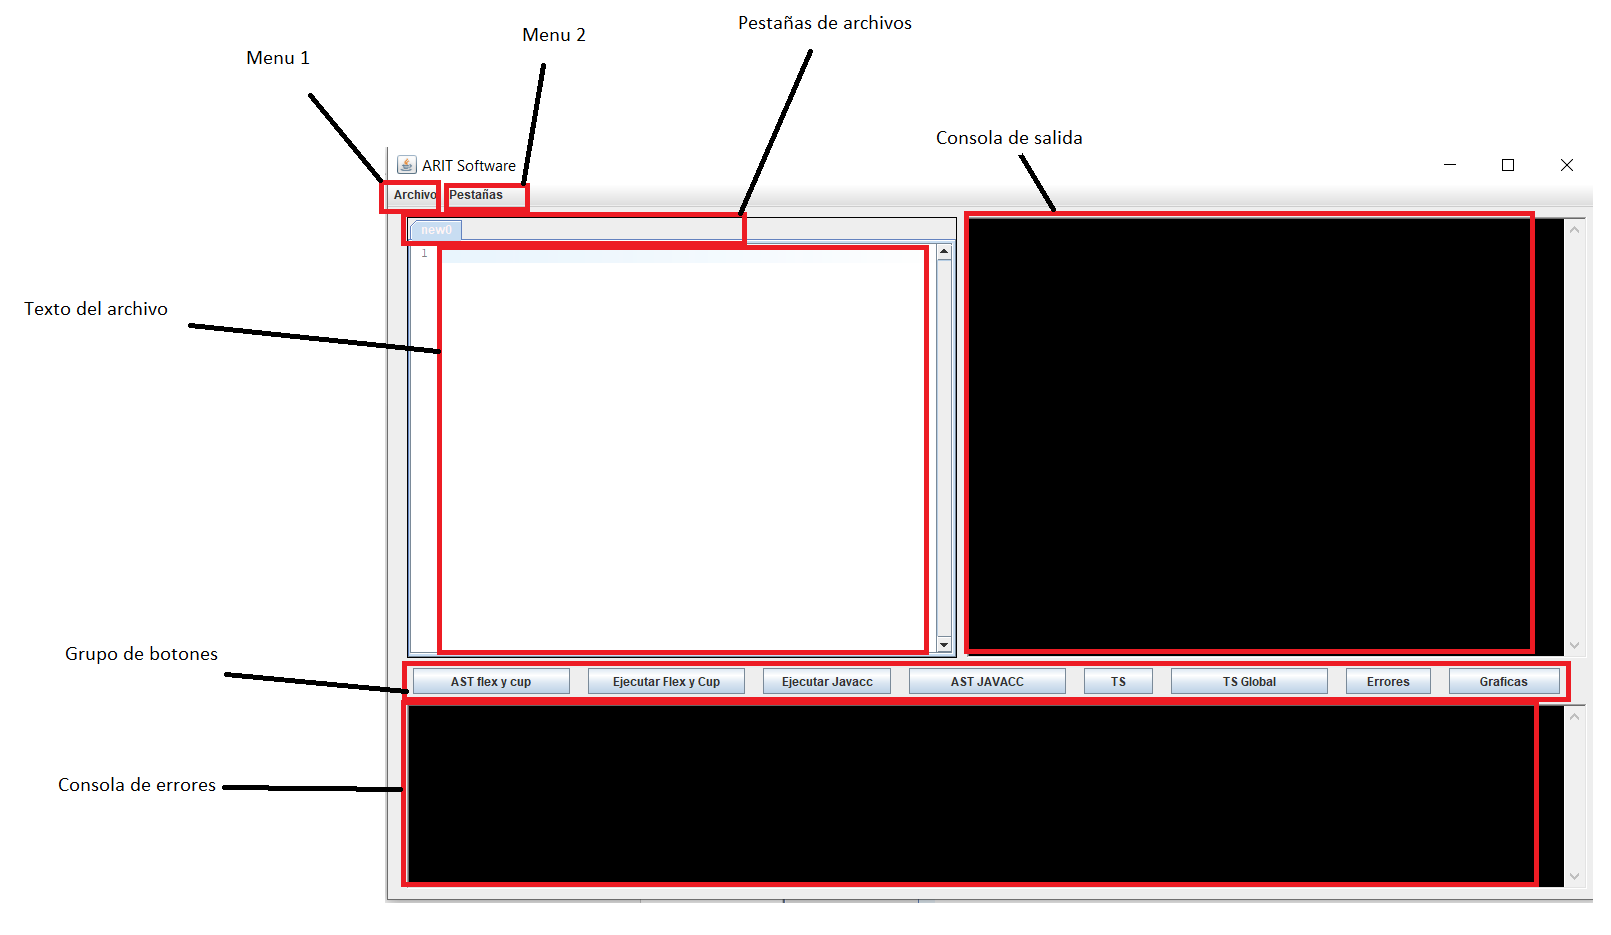 Pestañas de archivos
Menu 2
Menu 1
Consola de salida
ARIT Software
Archivo Pestañas
new0
1
Texto del archivo
Grupo de botones
AST flex y cup Ejecutar Flex y Cup Ejecutar Javacc AST JAVACC TS TS Global Errores Graficas
Consola de errores